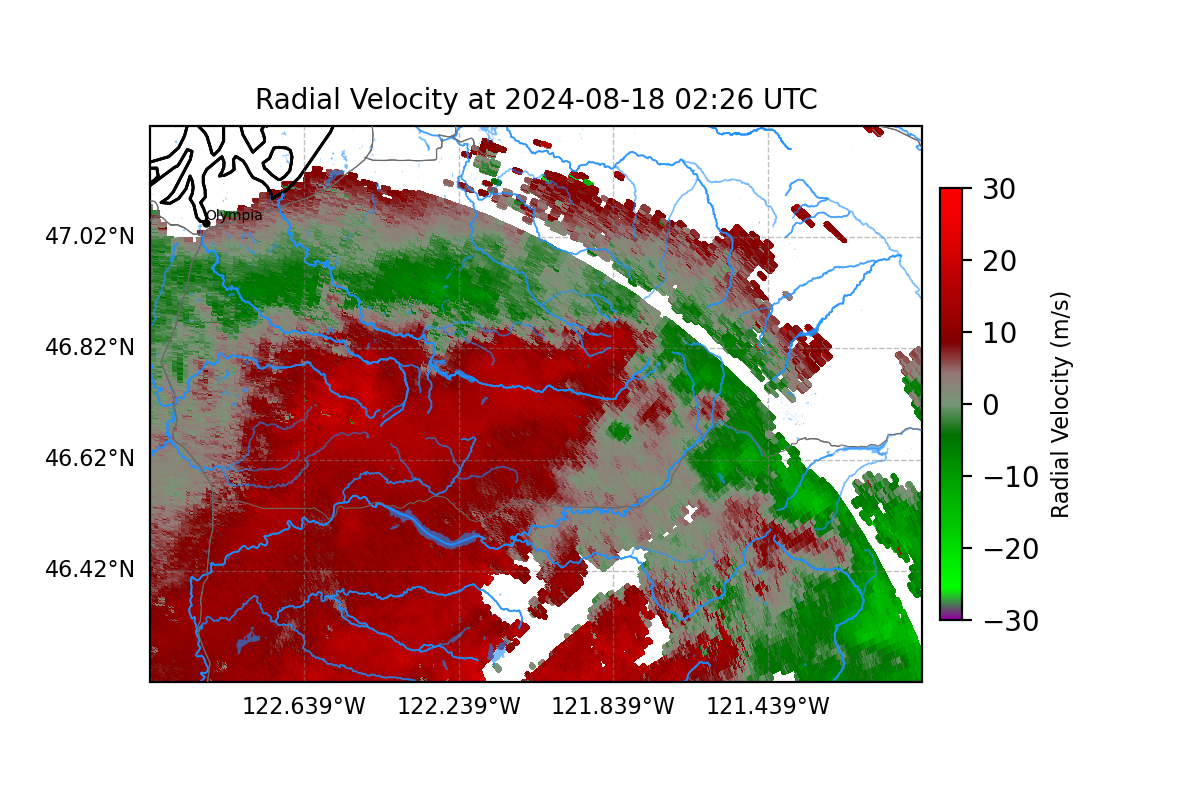 Radial Velocity at 2024-08-18 02:26 UTC
Olympia
47.02°N
46.82°N
46.62°N
46.42°N
122.639°W
122.239°W
121.839°W
121.439°W
30
20
10
0
−10
−20
−30
Radial Velocity (m/s)